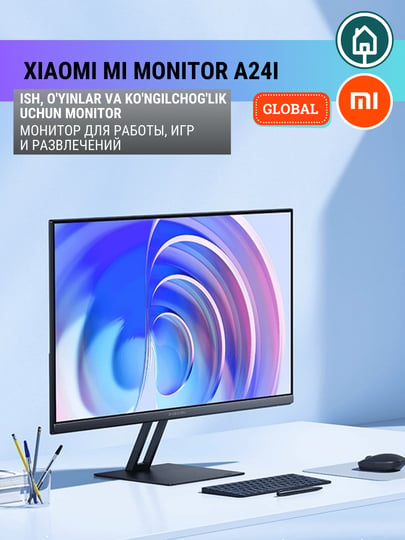 XIAOMI MI MONITOR A24I
ISH, O'YINLAR VA KO'NGILCHOG'LIK
UCHUN MONITOR
МОНИТОР ДЛЯ РАБОТЫ, ИГР
И РАЗВЛЕЧЕНИЙ
GLOBAL
mi